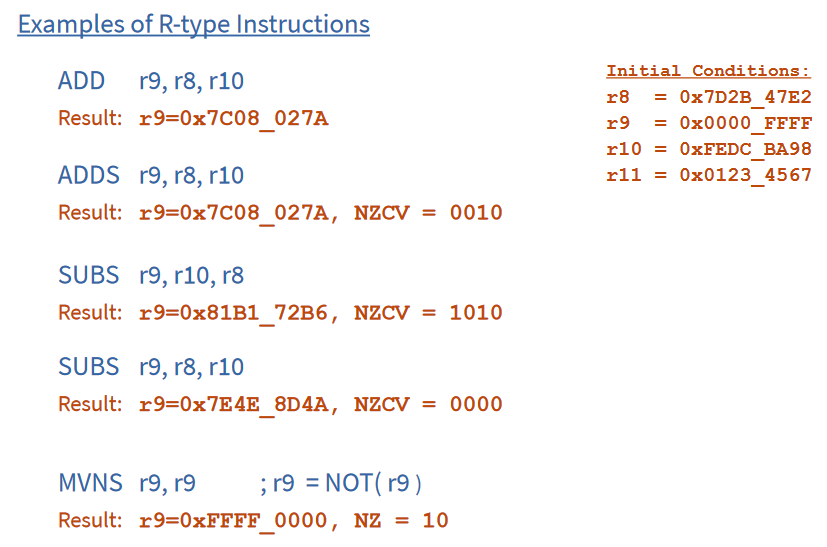 Examples of R-type Instructions
ADD r9, r8, r10
Result: r9=0x7C08_027A
ADDS r9, r8, r10
Result: r9=0x7C08_027A, NZCV = 0010
SUBS r9, r10, r8
Result: r9=0x81B1_72B6, NZCV = 1010
SUBS r9, r8, r10
Result: r9=0x7E4E_8D4A, NZCV = 0000
MVNS r9, r9 ; r9 = NOT( r9 )
Result: r9=0xFFFF_0000, NZ = 10
Initial Conditions:
r8 = 0x7D2B_47E2
r9 = 0x0000_FFFF
r10 = 0xFEDC_BA98
r11 = 0x0123_4567